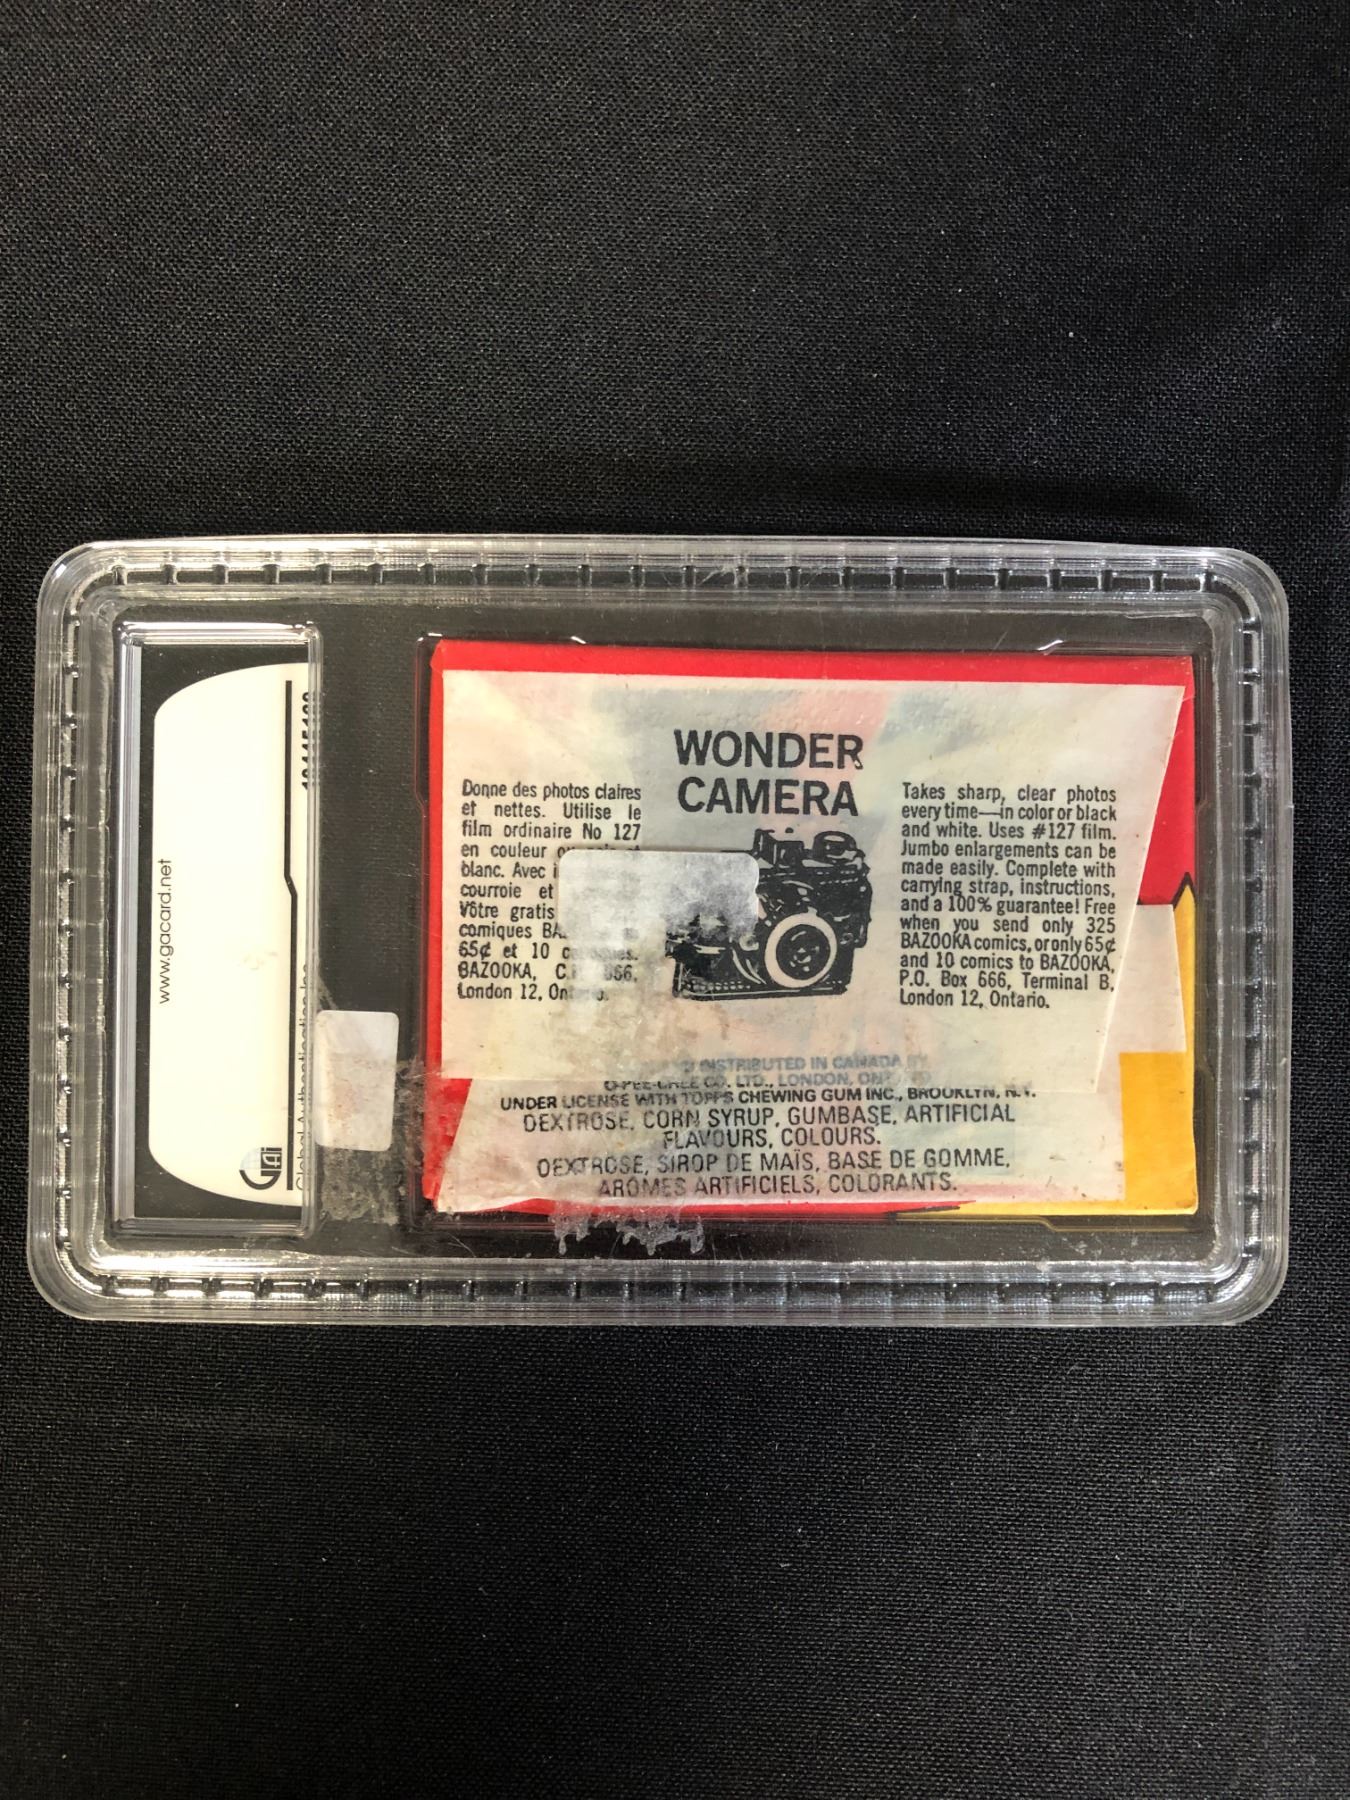 WONDER
CAMERA
Donne des photos claires
et nettes. Utilise le
film ordinaire No 127
en couleur
blanc. Avec
courroie et
Vôtre gratis
comiques
65¢ et 10
BAZOOKA,
London 12,
Takes sharp, clear photos
every time—in color or black
and white. Uses #127 film.
Jumbo enlargements can be
made easily. Complete with
carrying strap, instructions,
and a 100% guarantee! Free
when you send only 325
BAZOOKA comics, or only 65¢
and 10 comics to BAZOOKA,
P.O. Box 666, Terminal B,
London 12, Ontario.
DISTRIBUTED IN CANADA BY
O-PEE-CHEE CO. LTD., LONDON,
UNDER LICENSE WITH TOPPS CHEWING GUM INC., BROOKLYN, N.Y.
DEXTROSE, CORN SYRUP, GUMBASE, ARTIFICIAL
FLAVOURS, COLOURS.
DEXTROSE, SIROP DE MAÏS, BASE DE GOMME,
AROMES ARTIFICIELS, COLORANTS.
www.gacard.net
GAI
Global Authentication Inc.